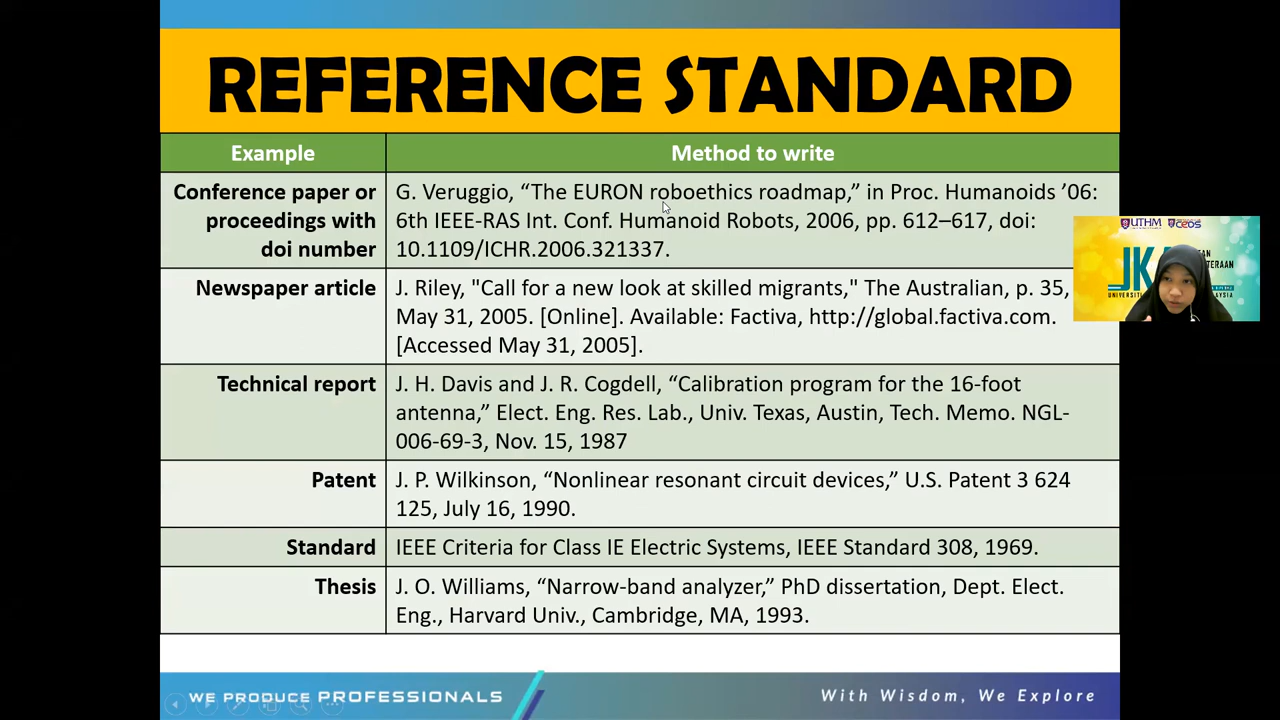 REFERENCE STANDARD
Example
Method to write
Conference paper or
proceedings with
doi number
G. Veruggio, “The EURON roboethics roadmap,” in Proc. Humanoids ’06:
6th IEEE-RAS Int. Conf. Humanoid Robots, 2006, pp. 612–617, doi:
10.1109/ICHR.2006.321337.
Newspaper article
J. Riley, "Call for a new look at skilled migrants," The Australian, p. 35,
May 31, 2005. [Online]. Available: Factiva, http://global.factiva.com.
[Accessed May 31, 2005].
Technical report
J. H. Davis and J. R. Cogdell, “Calibration program for the 16-foot
antenna,” Elect. Eng. Res. Lab., Univ. Texas, Austin, Tech. Memo. NGL-
006-69-3, Nov. 15, 1987
Patent
J. P. Wilkinson, “Nonlinear resonant circuit devices,” U.S. Patent 3 624
125, July 16, 1990.
Standard
IEEE Criteria for Class IE Electric Systems, IEEE Standard 308, 1969.
Thesis
J. O. Williams, “Narrow-band analyzer,” PhD dissertation, Dept. Elect.
Eng., Harvard Univ., Cambridge, MA, 1993.
UTHM
JK
WE PRODUCE PROFESSIONALS
With Wisdom, We Explore